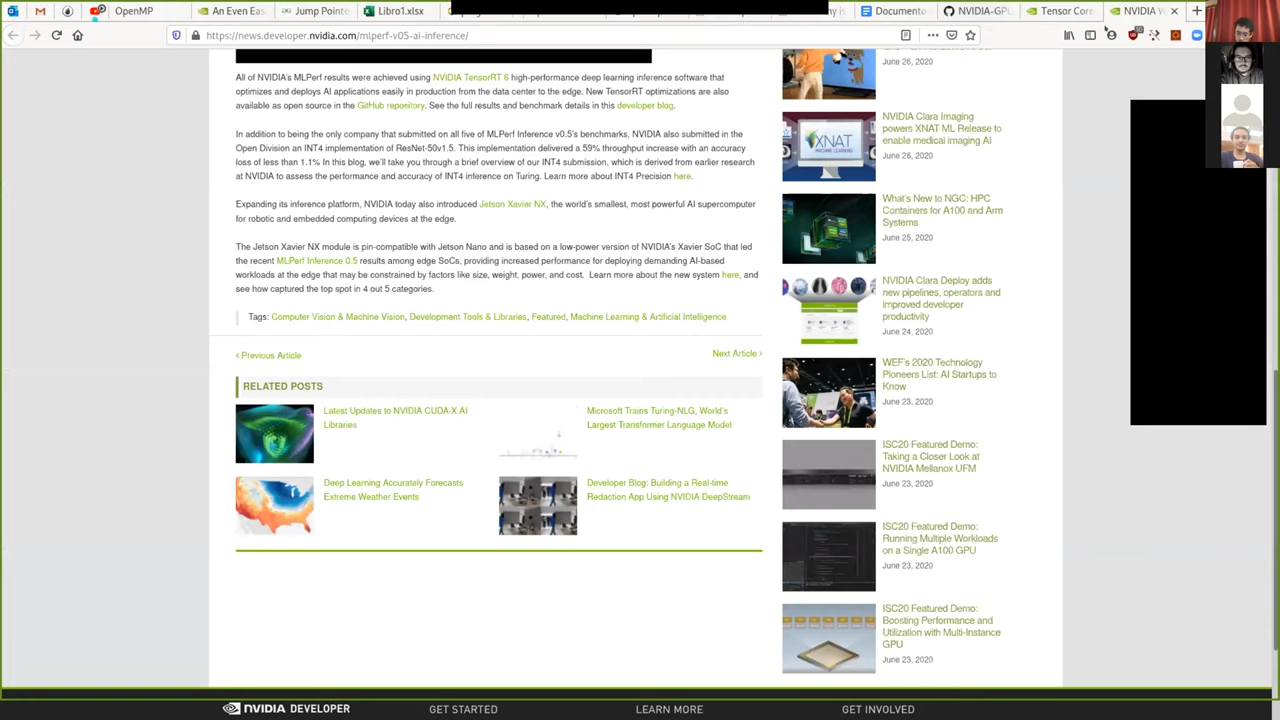 OpenMP
An Even Eas
Jump Pointe
Libro1.xlsx
Documento
NVIDIA-GPU
Tensor Core
NVIDIA W
https://news.developer.nvidia.com/mlperf-v05-ai-inference/
All of NVIDIA's MLPerf results were achieved using NVIDIA TensorRT 6 high-performance deep learning inference software that
optimizes and deploys AI applications easily in production from the data center to the edge. New TensorRT optimizations are also
available as open source in the GitHub repository. See the full results and benchmark details in this developer blog.
In addition to being the only company that submitted on all five of MLPerf Inference v0.5's benchmarks, NVIDIA also submitted in the
Open Division an INT4 implementation of ResNet-50v1.5. This implementation delivered a 59% throughput increase with an accuracy
loss of less than 1.1% In this blog, we'll take you through a brief overview of our INT4 submission, which is derived from earlier research
at NVIDIA to assess the performance and accuracy of INT4 inference on Turing. Learn more about INT4 Precision here.
Expanding its inference platform, NVIDIA today also introduced Jetson Xavier NX, the world's smallest, most powerful AI supercomputer
for robotic and embedded computing devices at the edge.
The Jetson Xavier NX module is pin-compatible with Jetson Nano and is based on a low-power version of NVIDIA's Xavier SoC that led
the recent MLPerf Inference 0.5 results among edge SoCs, providing increased performance for deploying demanding AI-based
workloads at the edge that may be constrained by factors like size, weight, power, and cost. Learn more about the new system here, and
see how captured the top spot in 4 out 5 categories.
Tags: Computer Vision & Machine Vision, Development Tools & Libraries, Featured, Machine Learning & Artificial Intelligence
‹ Previous Article
Next Article ›
RELATED POSTS
Latest Updates to NVIDIA CUDA-X AI
Libraries
Microsoft Trains Turing-NLG, World's
Largest Transformer Language Model
Deep Learning Accurately Forecasts
Extreme Weather Events
Developer Blog: Building a Real-time
Redaction App Using NVIDIA DeepStream
June 26, 2020
XNAT
MACHINE LEARNING
NVIDIA Clara Imaging
powers XNAT ML Release to
enable medical imaging AI
June 26, 2020
What's New to NGC: HPC
Containers for A100 and Arm
Systems
June 25, 2020
NVIDIA Clara Deploy adds
new pipelines, operators and
improved developer
productivity
June 24, 2020
WEF's 2020 Technology
Pioneers List: AI Startups to
Know
June 23, 2020
ISC20 Featured Demo:
Taking a Closer Look at
NVIDIA Mellanox UFM
June 23, 2020
ISC20 Featured Demo:
Running Multiple Workloads
on a Single A100 GPU
June 23, 2020
ISC20 Featured Demo:
Boosting Performance and
Utilization with Multi-Instance
GPU
June 23, 2020
NVIDIA DEVELOPER
GET STARTED
LEARN MORE
GET INVOLVED